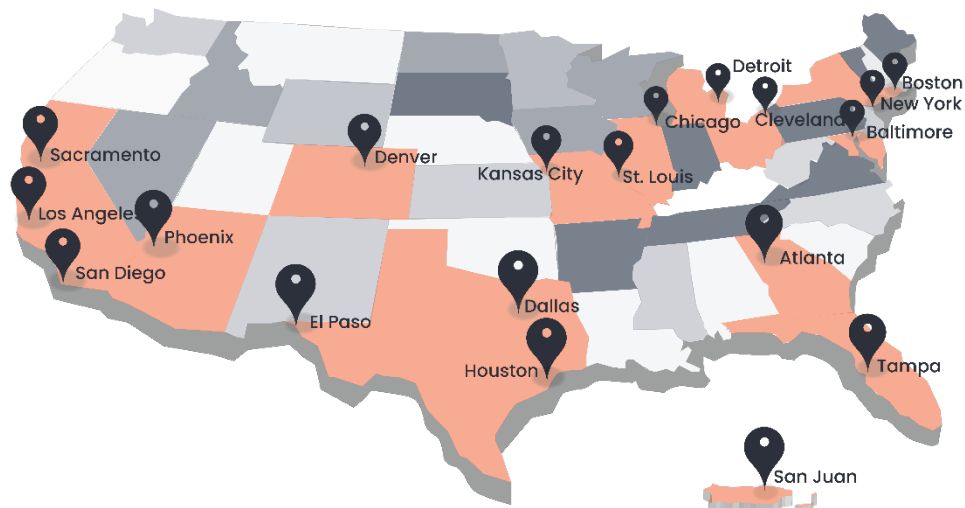 Detroit
Boston
New York
Chicago
Cleveland
Baltimore
Sacramento
Denver
Kansas City
St. Louis
Los Angeles
Phoenix
San Diego
Atlanta
El Paso
Dallas
Houston
Tampa
San Juan